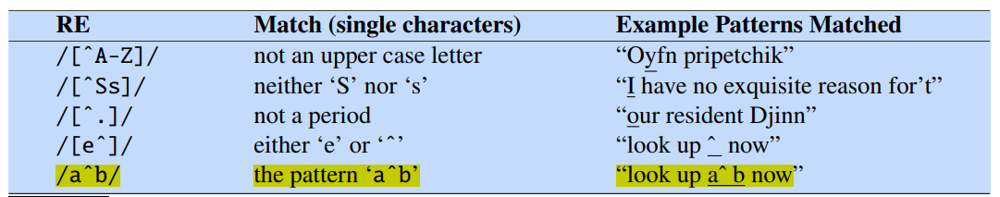 RE Match (single characters) Example Patterns Matched
/[^A-Z]/ not an upper case letter “Oyfn pripetchik”
/[^Ss]/ neither ‘S’ nor ‘s’ “I have no exquisite reason for’t”
/[^.]/ not a period “our resident Djinn”
/[e^]/ either ‘e’ or ‘^’ “look up ^ now”
/a^b/ the pattern ‘a^b’ “look up a^ b now”